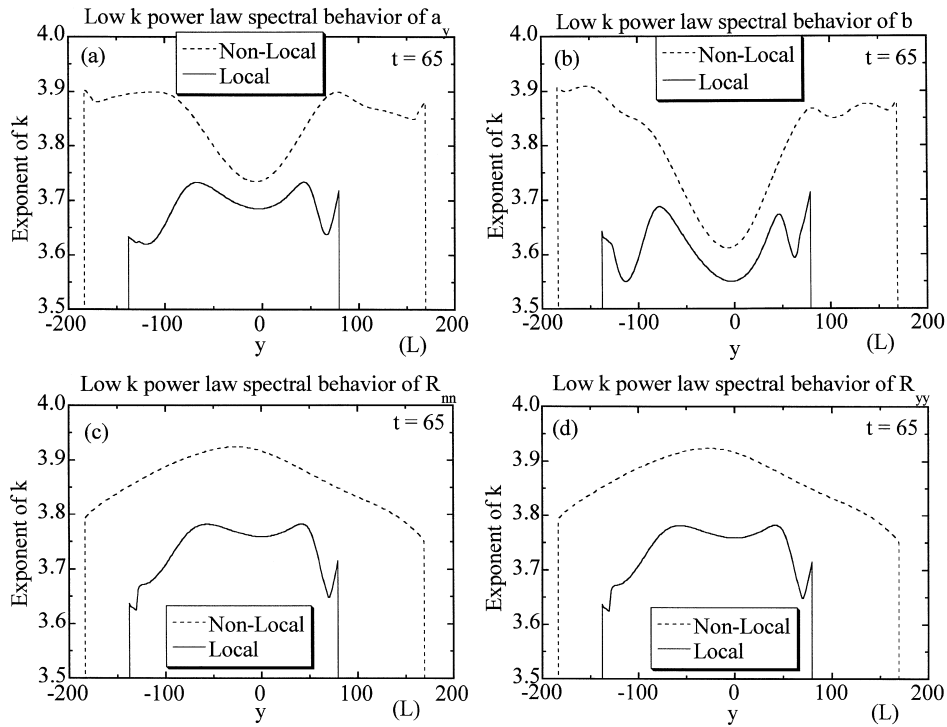 Low k power law spectral behavior of a_y
(a)
Non-Local
Local
t = 65
Exponent of k
4.0
3.9
3.8
3.7
3.6
3.5
-200
-100
0
100
200
y
(L)
Low k power law spectral behavior of b
(b)
Non-Local
Local
t = 65
Exponent of k
4.0
3.9
3.8
3.7
3.6
3.5
-200
-100
0
100
200
y
(L)
Low k power law spectral behavior of R_nn
(c)
t = 65
Non-Local
Local
Exponent of k
4.0
3.9
3.8
3.7
3.6
3.5
-200
-100
0
100
200
y
(L)
Low k power law spectral behavior of R_yy
(d)
t = 65
Non-Local
Local
Exponent of k
4.0
3.9
3.8
3.7
3.6
3.5
-200
-100
0
100
200
y
(L)